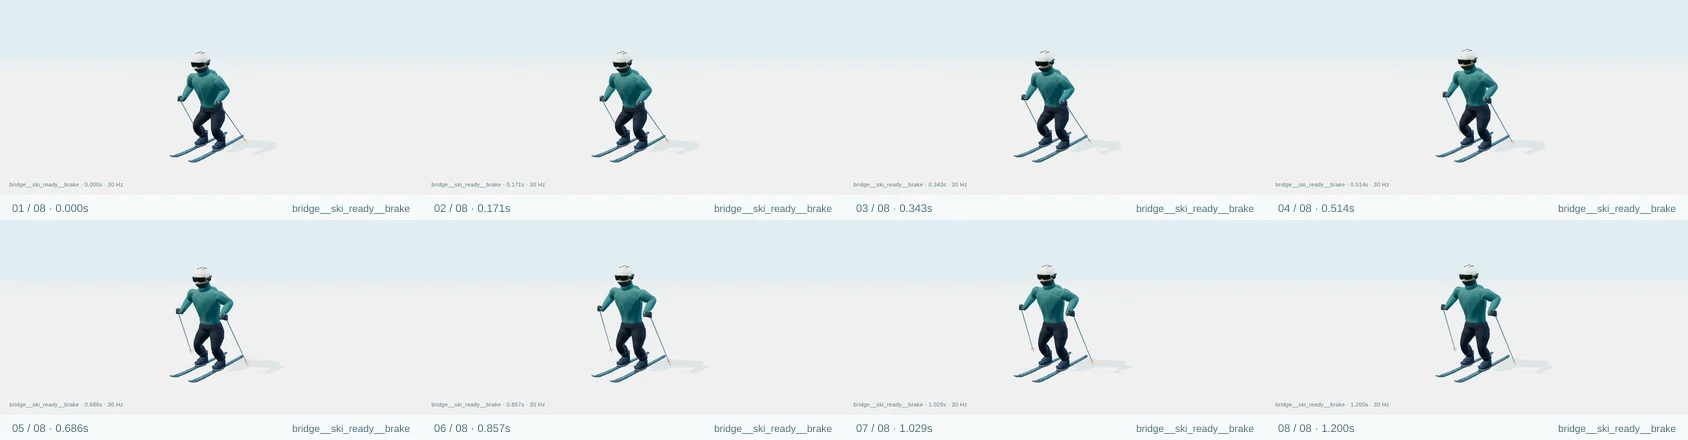 bridge__ski_ready__brake · 0.000s · 30 Hz
01 / 08 · 0.000s bridge__ski_ready__brake
bridge__ski_ready__brake · 0.171s · 30 Hz
02 / 08 · 0.171s bridge__ski_ready__brake
bridge__ski_ready__brake · 0.343s · 30 Hz
03 / 08 · 0.343s bridge__ski_ready__brake
bridge__ski_ready__brake · 0.514s · 30 Hz
04 / 08 · 0.514s bridge__ski_ready__brake
bridge__ski_ready__brake · 0.686s · 30 Hz
05 / 08 · 0.686s bridge__ski_ready__brake
bridge__ski_ready__brake · 0.857s · 30 Hz
06 / 08 · 0.857s bridge__ski_ready__brake
bridge__ski_ready__brake · 1.029s · 30 Hz
07 / 08 · 1.029s bridge__ski_ready__brake
bridge__ski_ready__brake · 1.200s · 30 Hz
08 / 08 · 1.200s bridge__ski_ready__brake